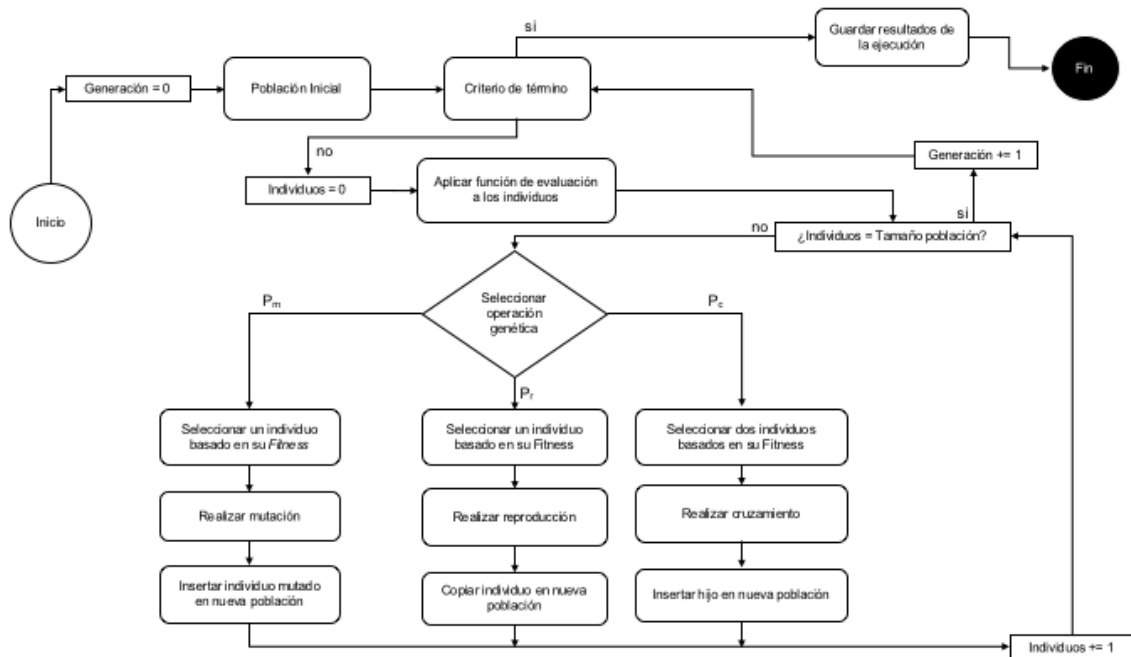 sí
Guardar resultados de
la ejecución
Fin
Generación = 0
Población Inicial
Criterio de término
no
Generación += 1
Individuos = 0
Aplicar función de evaluación
a los individuos
sí
Inicio
no
¿Individuos = Tamaño población?
Seleccionar
operación
genética
Pm
Pc
Pr
Seleccionar un individuo
basado en su Fitness
Seleccionar un individuo
basado en su Fitness
Seleccionar dos individuos
basados en su Fitness
Realizar mutación
Realizar reproducción
Realizar cruzamiento
Insertar individuo mutado
en nueva población
Copiar individuo en nueva
población
Insertar hijo en nueva población
Individuos += 1